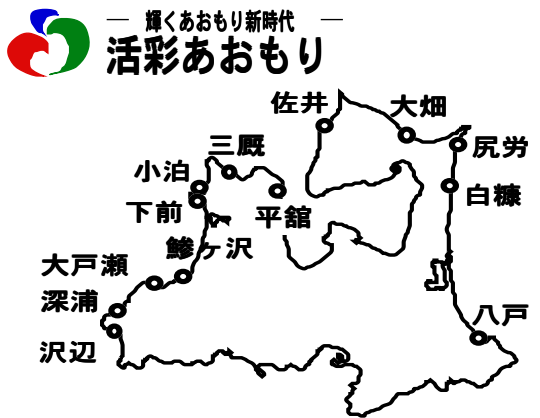 ― 輝くあおもり新時代 ―
活彩あおもり
佐井
大畑
三厩
尻労
小泊
白糠
下前
平舘
鰺ヶ沢
大戸瀬
深浦
八戸
沢辺